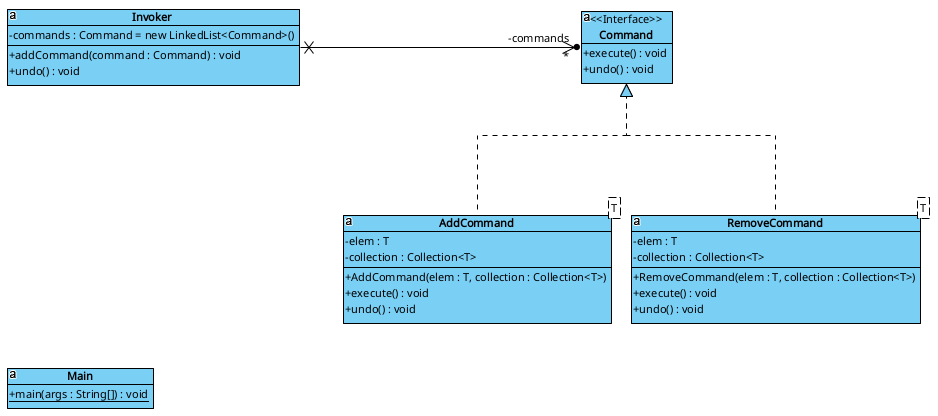 a
Invoker
-commands : Command = new LinkedList<Command>()
+addCommand(command : Command) : void
+undo() : void
-commands
*
a <<Interface>>
Command
+execute() : void
+undo() : void
T
a
AddCommand
-elem : T
-collection : Collection<T>
+AddCommand(elem : T, collection : Collection<T>)
+execute() : void
+undo() : void
T
a
RemoveCommand
-elem : T
-collection : Collection<T>
+RemoveCommand(elem : T, collection : Collection<T>)
+execute() : void
+undo() : void
a
Main
+main(args : String[]) : void